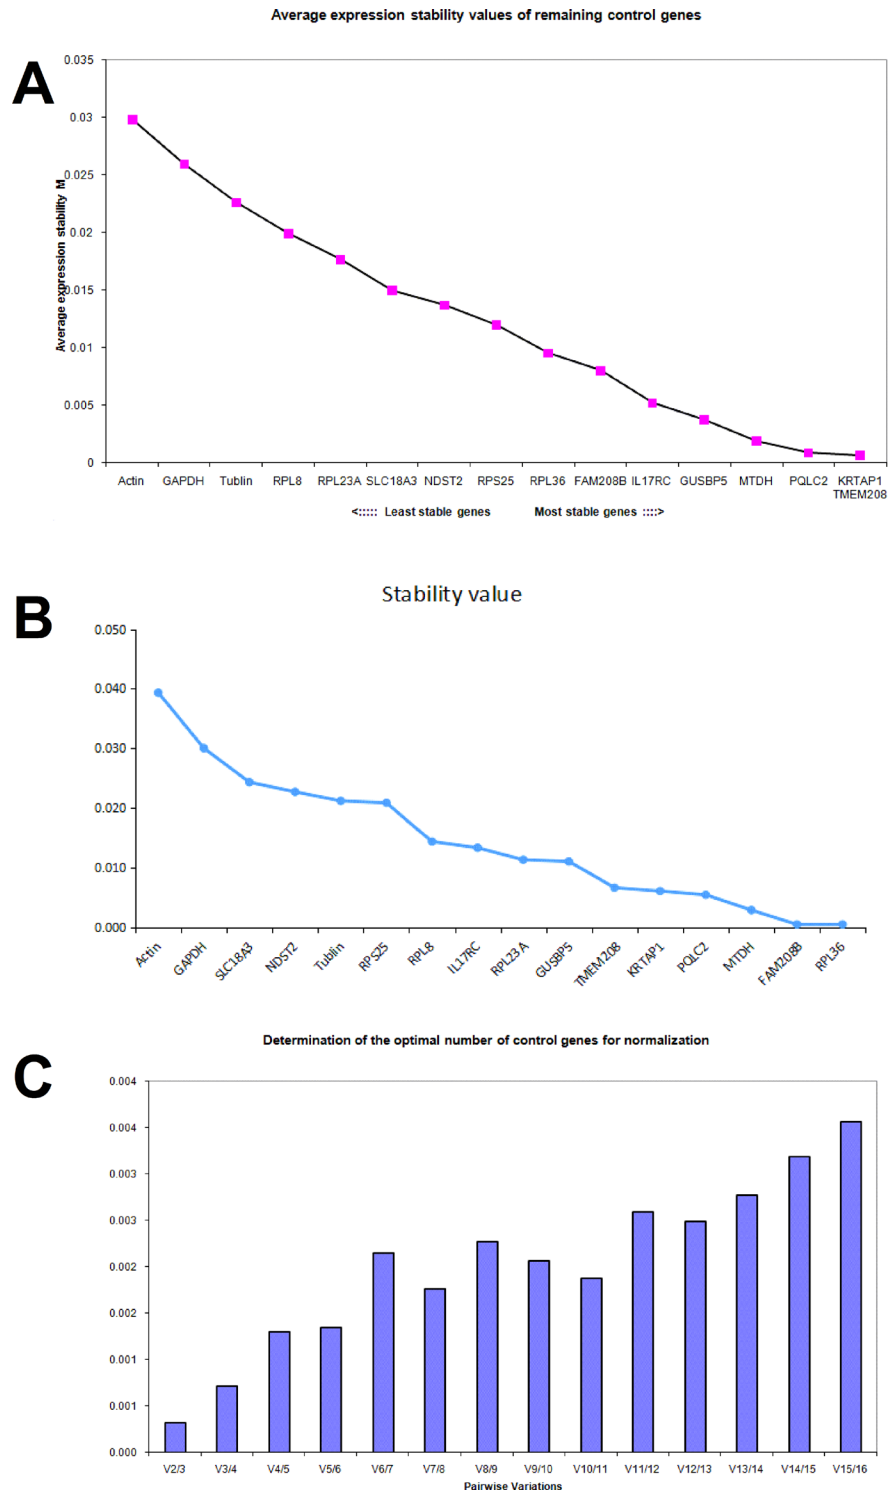 Average expression stability values of remaining control genes
A
0.035
0.03
0.025
0.02
0.015
0.01
0.005
0
Average expression stability M
Actin GAPDH Tublin RPL8 RPL23A SLC18A3 NDST2 RPS25 RPL36 FAM208B IL17RC GUSBP5 MTDH PQLC2 KRTAP1
TMEM208
<::::: Least stable genes Most stable genes ::::>
B
Stability value
0.050
0.040
0.030
0.020
0.010
0.000
Actin GAPDH SLC18A3 NDST2 Tublin RPS25 RPL8 IL17RC RPL23A GUSBP5 TMEM208 KRTAP1 PQLC2 MTDH FAM208B RPL36
Determination of the optimal number of control genes for normalization
C
0.004
0.004
0.003
0.003
0.002
0.002
0.001
0.001
0.000
V2/3 V3/4 V4/5 V5/6 V6/7 V7/8 V8/9 V9/10 V10/11 V11/12 V12/13 V13/14 V14/15 V15/16
Pairwise Variations